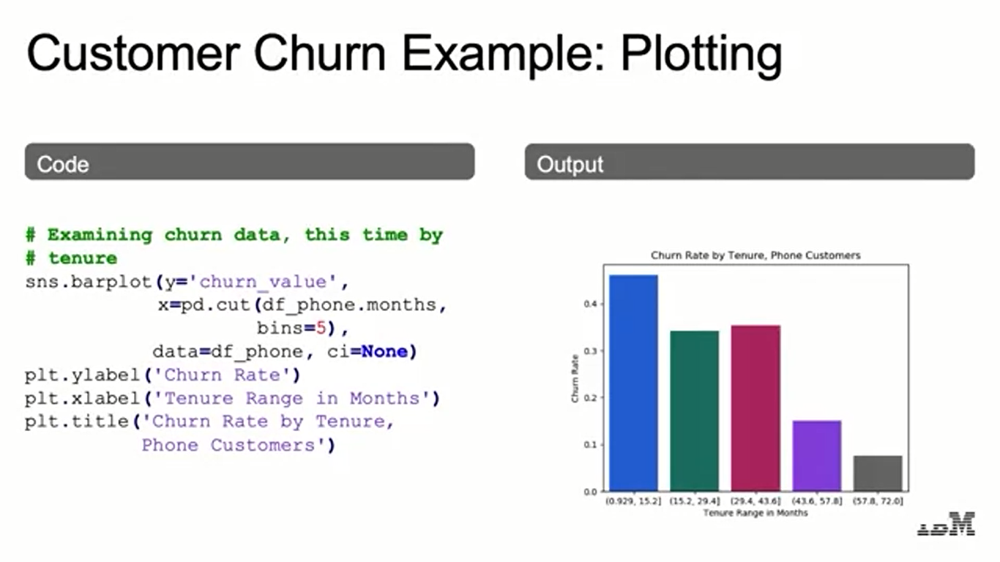 Customer Churn Example: Plotting
Code
# Examining churn data, this time by
# tenure
sns.barplot(y='churn_value',
x=pd.cut(df_phone.months,
bins=5),
data=df_phone, ci=None)
plt.ylabel('Churn Rate')
plt.xlabel('Tenure Range in Months')
plt.title('Churn Rate by Tenure,
Phone Customers')
Output
Churn Rate by Tenure, Phone Customers
Churn Rate
0.4
0.3
0.2
0.1
0.0
(0.929, 15.2] (15.2, 29.4] (29.4, 43.6] (43.6, 57.8] (57.8, 72.0]
Tenure Range in Months
IBM